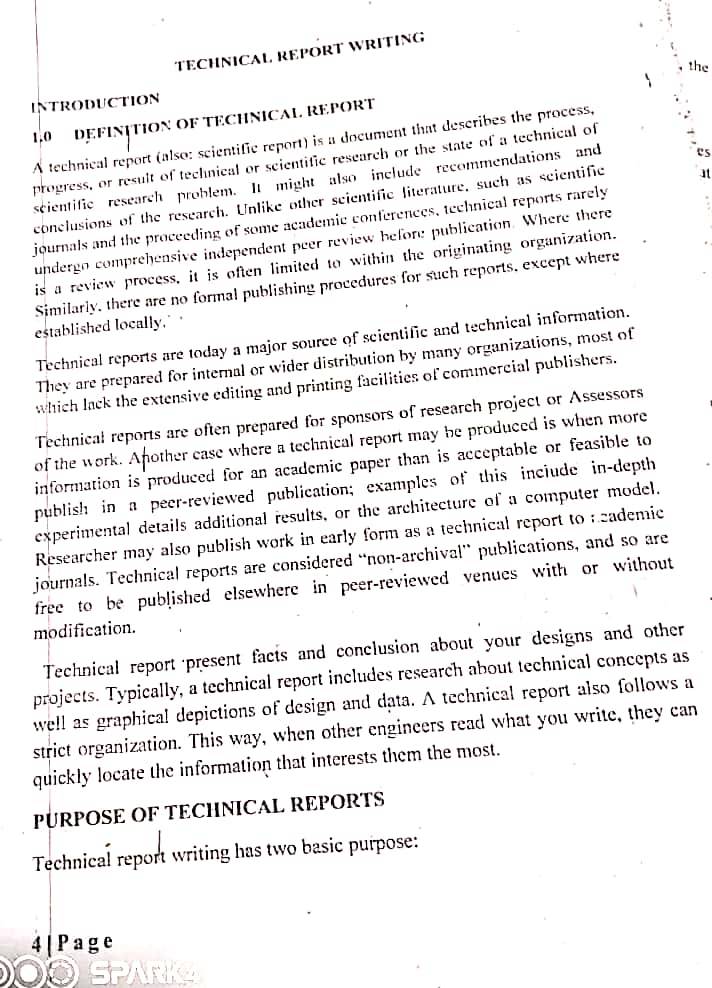 TECHNICAL REPORT WRITING
INTRODUCTION
1.0 DEFINITION OF TECHNICAL REPORT
A technical report (also: scientific report) is a document that describes the process,
progress, or result of technical or scientific research or the state of a technical of
scientific research problem. It might also include recommendations and
conclusions of the research. Unlike other scientific literature, such as scientific
journals and the proceeding of some academic conferences, technical reports rarely
undergo comprehensive independent peer review before publication. Where there
is a review process, it is often limited to within the originating organization.
Similarly, there are no formal publishing procedures for such reports, except where
established locally.
Technical reports are today a major source of scientific and technical information.
They are prepared for internal or wider distribution by many organizations, most of
which lack the extensive editing and printing facilities of commercial publishers.
Technical reports are often prepared for sponsors of research project or Assessors
of the work. Another case where a technical report may be produced is when more
information is produced for an academic paper than is acceptable or feasible to
publish in a peer-reviewed publication; examples of this include in-depth
experimental details additional results, or the architecture of a computer model.
Researcher may also publish work in early form as a technical report to academic
journals. Technical reports are considered “non-archival” publications, and so are
free to be published elsewhere in peer-reviewed venues with or without
modification.
Technical report present facts and conclusion about your designs and other
projects. Typically, a technical report includes research about technical concepts as
well as graphical depictions of design and data. A technical report also follows a
strict organization. This way, when other engineers read what you write, they can
quickly locate the information that interests them the most.
PURPOSE OF TECHNICAL REPORTS
Technical report writing has two basic purpose:
4 | Page
SPARK
the
es